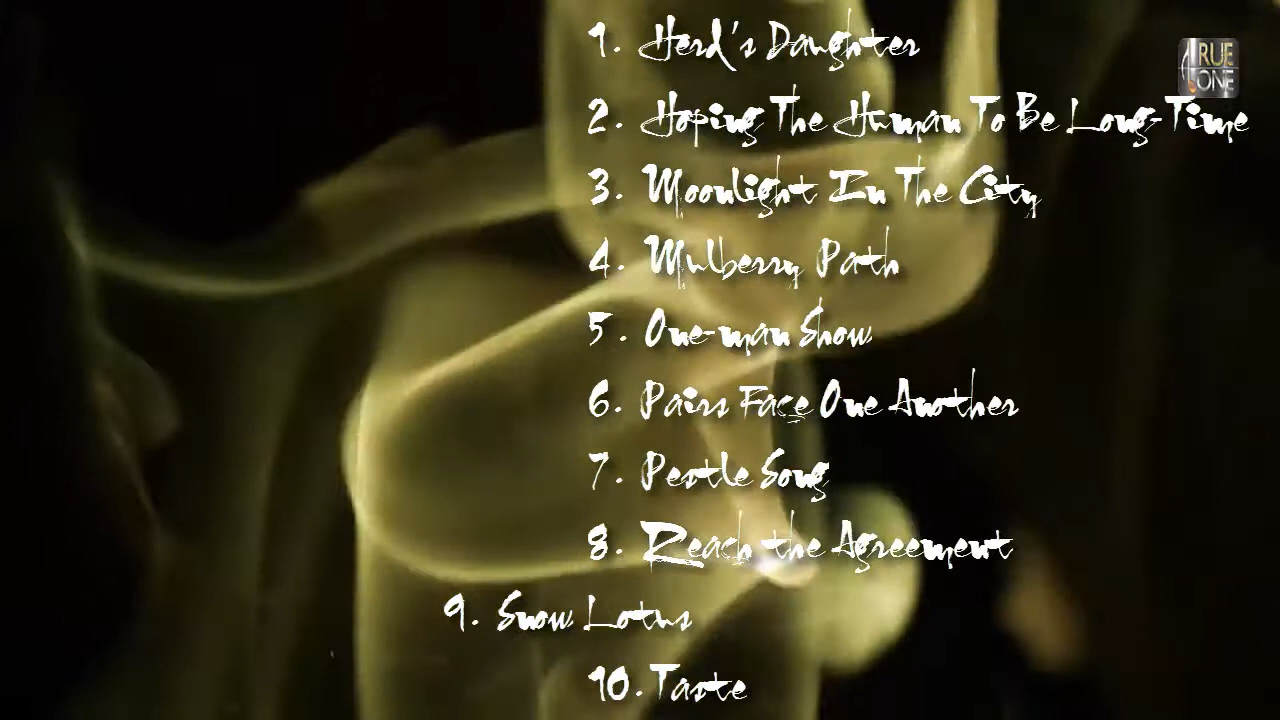 1. Herd's Daughter
TRUE TONE
2. Hoping The Human To Be Long-Time
3. Moonlight In The City
4. Mulberry Path
5. One-man Show
6. Pairs Face One Another
7. Pestle Song
8. Reach the Agreement
9. Snow Lotus
10. Taste